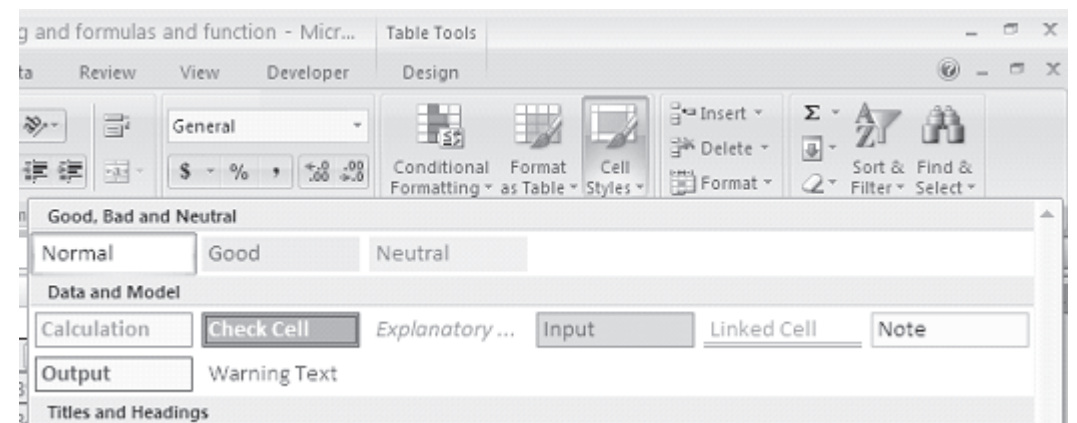 g and formulas and function - Micr... Table Tools
ta Review View Developer Design
General Insert Σ
Delete
$ % , .0 .00 .00 .0 Conditional Format Cell Format Sort & Find &
Formatting as Table Styles Filter Select
Good, Bad and Neutral
Normal Good Neutral
Data and Model
Calculation Check Cell Explanatory ... Input Linked Cell Note
Output Warning Text
Titles and Headings